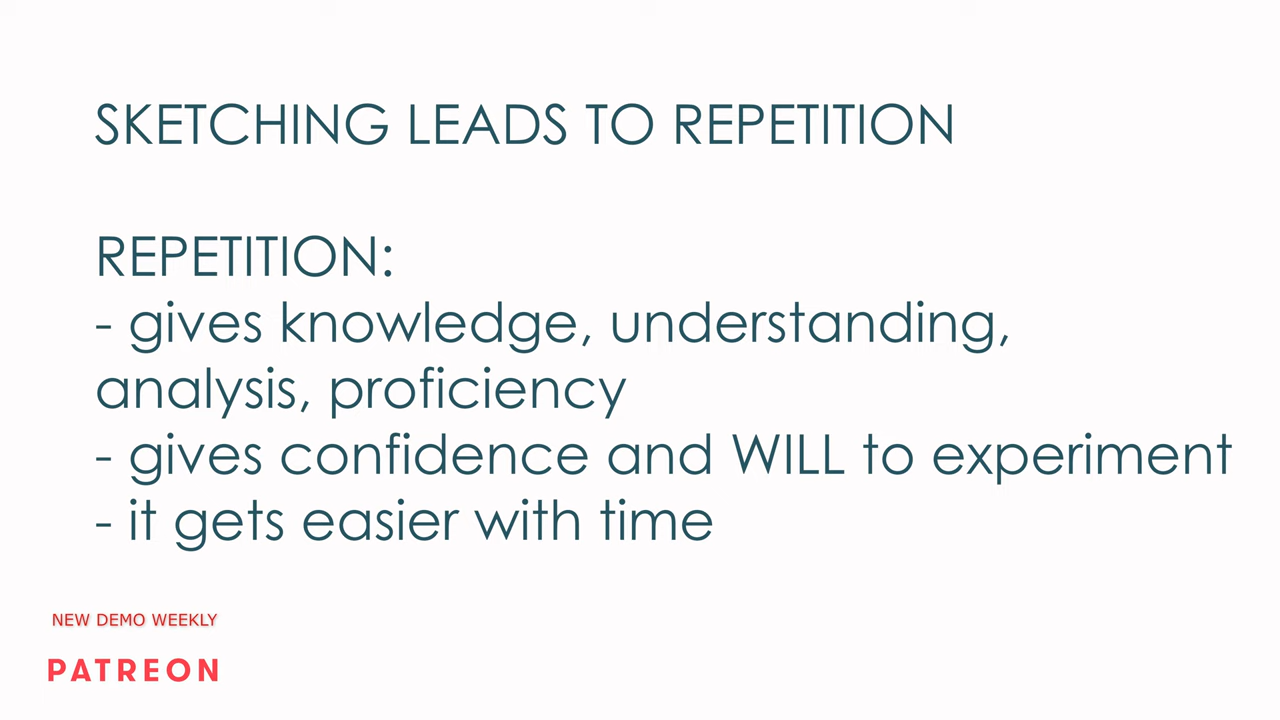 SKETCHING LEADS TO REPETITION
REPETITION:
- gives knowledge, understanding,
analysis, proficiency
- gives confidence and WILL to experiment
- it gets easier with time
NEW DEMO WEEKLY
PATREON